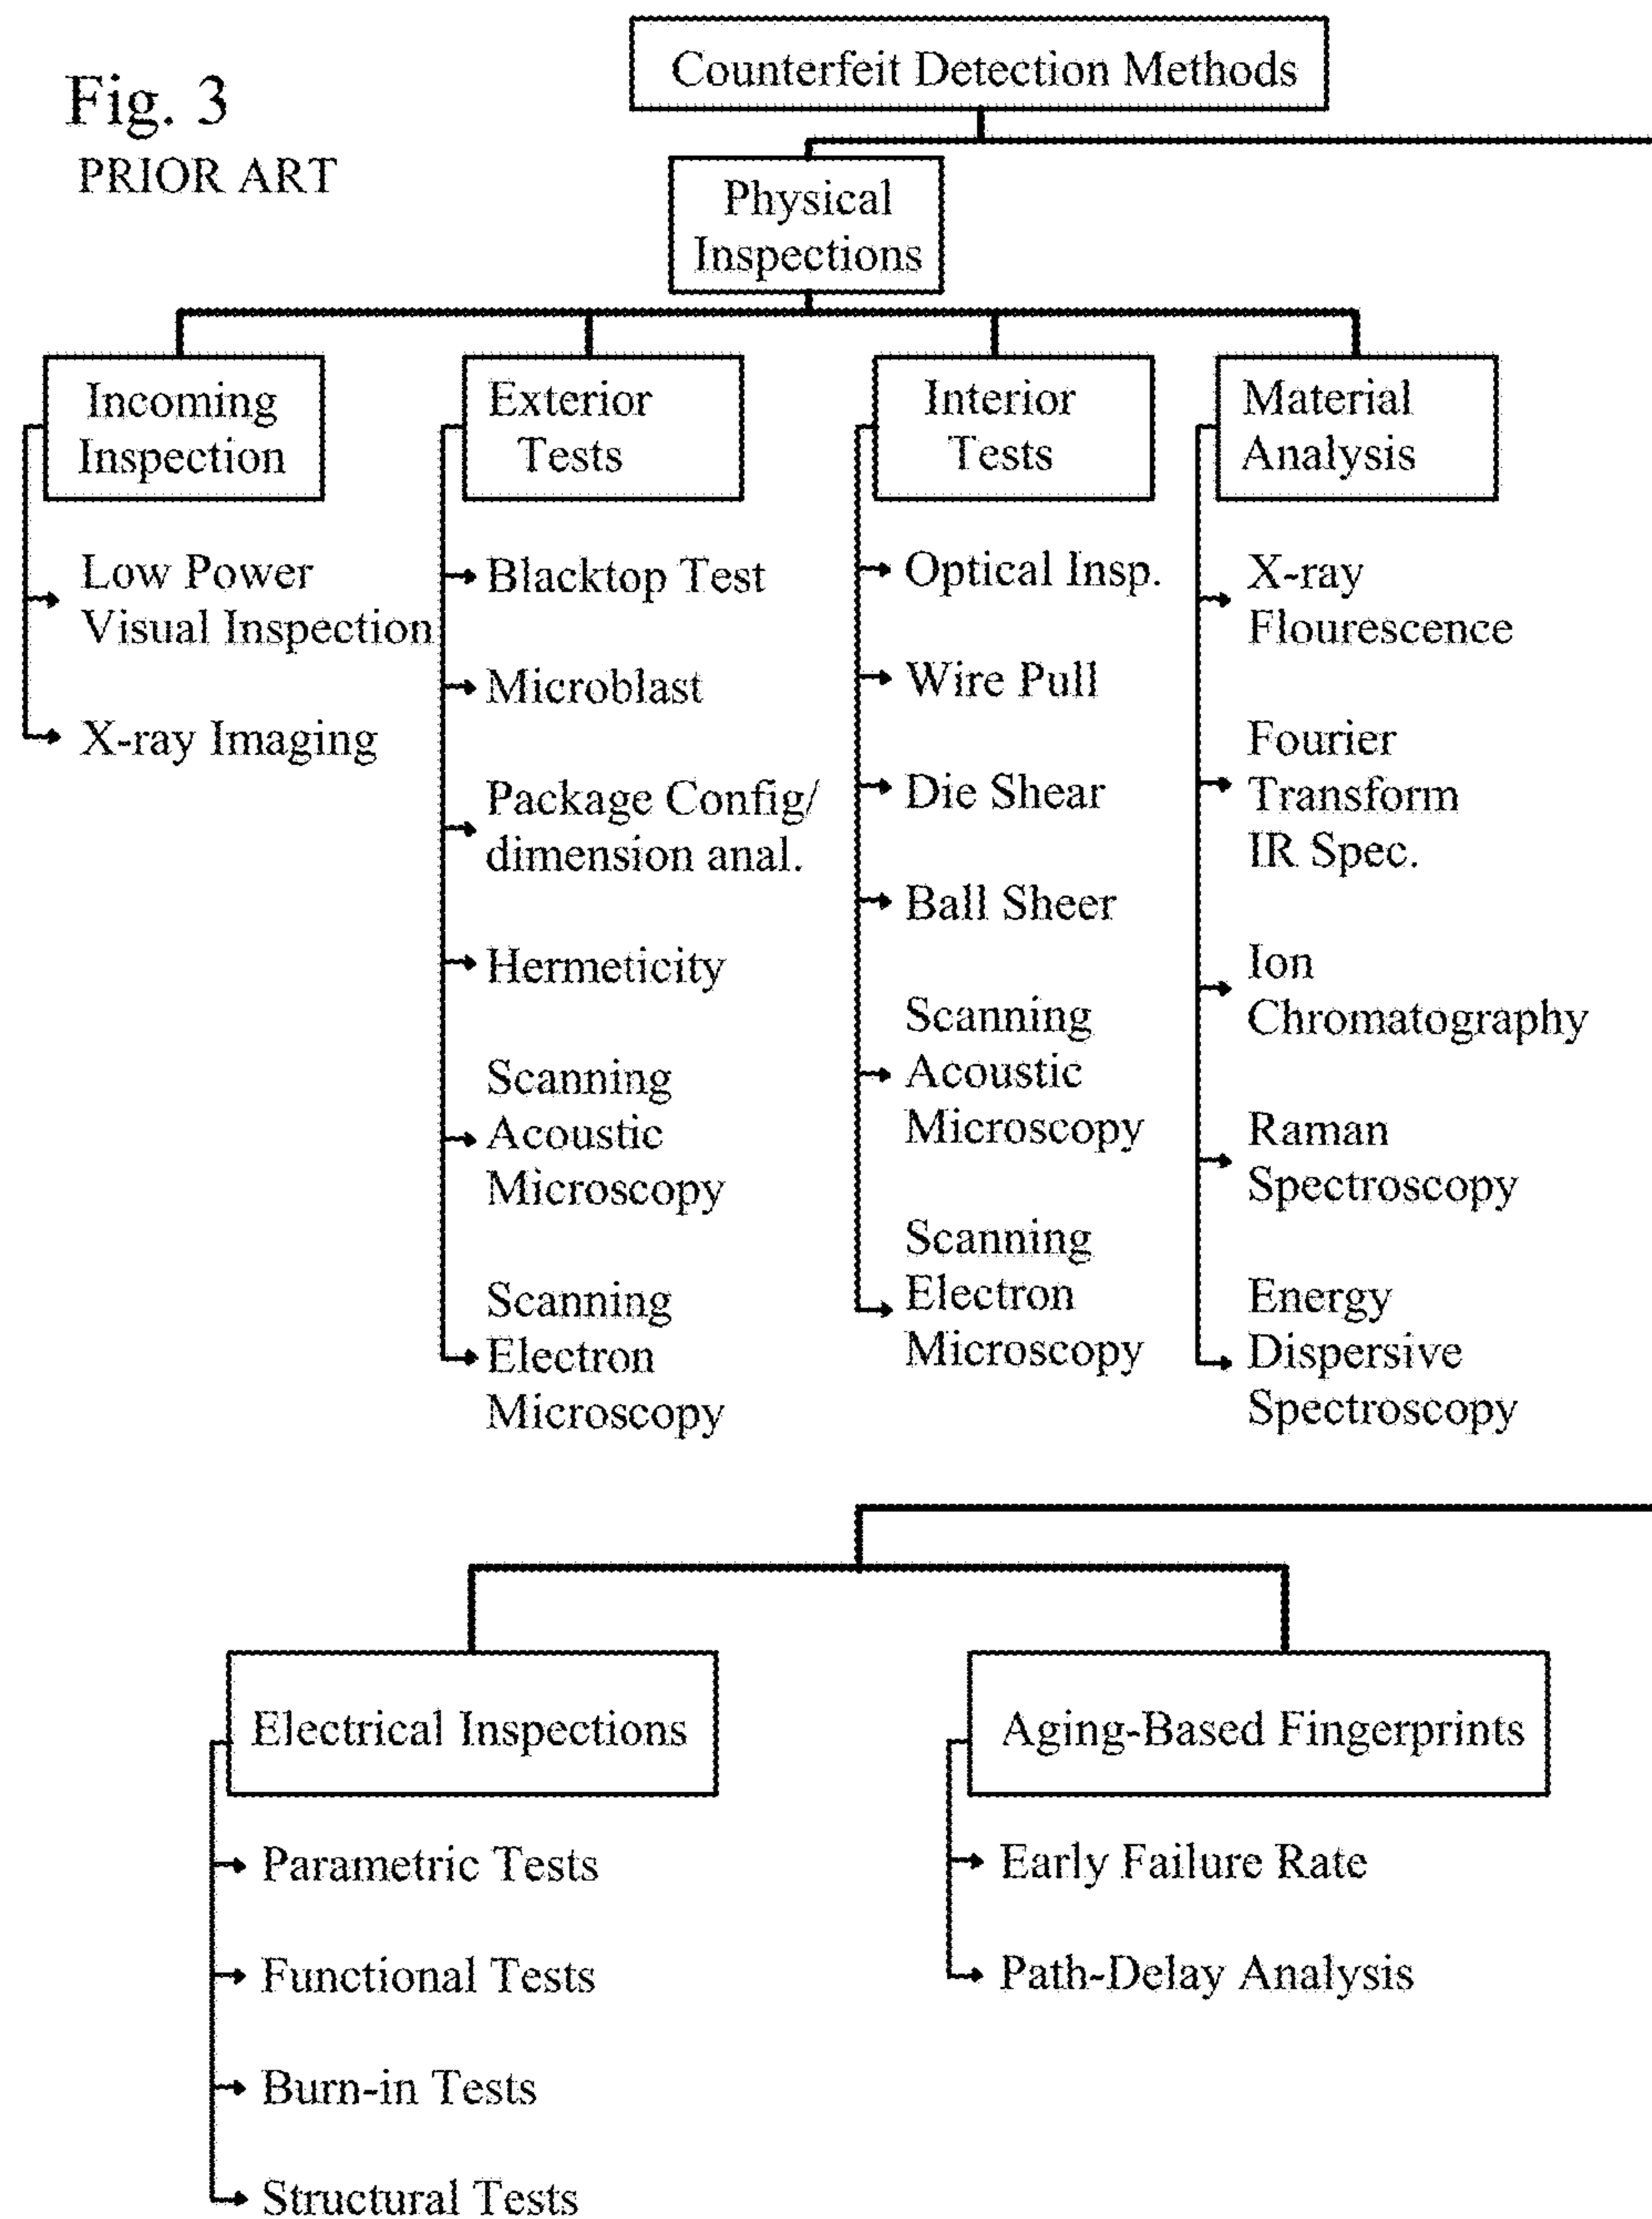 Fig. 3
PRIOR ART
Counterfeit Detection Methods
Physical
Inspections
Incoming
Inspection
Low Power
Visual Inspection
X-ray Imaging
Exterior
Tests
Blacktop Test
Microblast
Package Config/
dimension anal.
Hermeticity
Scanning
Acoustic
Microscopy
Scanning
Electron
Microscopy
Interior
Tests
Optical Insp.
Wire Pull
Die Shear
Ball Sheer
Scanning
Acoustic
Microscopy
Scanning
Electron
Microscopy
Material
Analysis
X-ray
Flourescence
Fourier
Transform
IR Spec.
Ion
Chromatography
Raman
Spectroscopy
Energy
Dispersive
Spectroscopy
Electrical Inspections
Parametric Tests
Functional Tests
Burn-in Tests
Structural Tests
Aging-Based Fingerprints
Early Failure Rate
Path-Delay Analysis